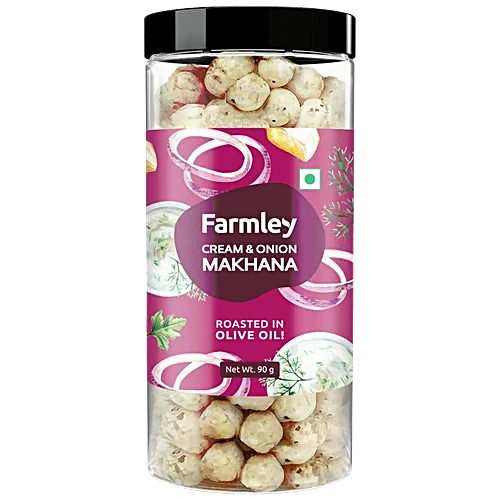 Farmley
CREAM & ONION
MAKHANA
ROASTED IN
OLIVE OIL!
Net Wt. 90 g